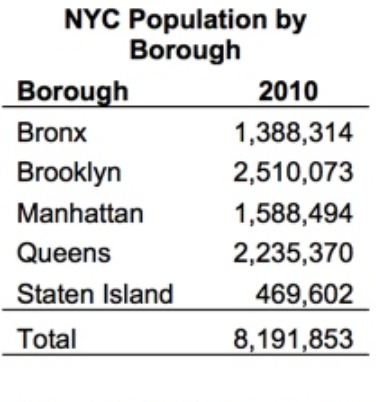 NYC Population by
Borough
Borough 2010
Bronx 1,388,314
Brooklyn 2,510,073
Manhattan 1,588,494
Queens 2,235,370
Staten Island 469,602
Total 8,191,853